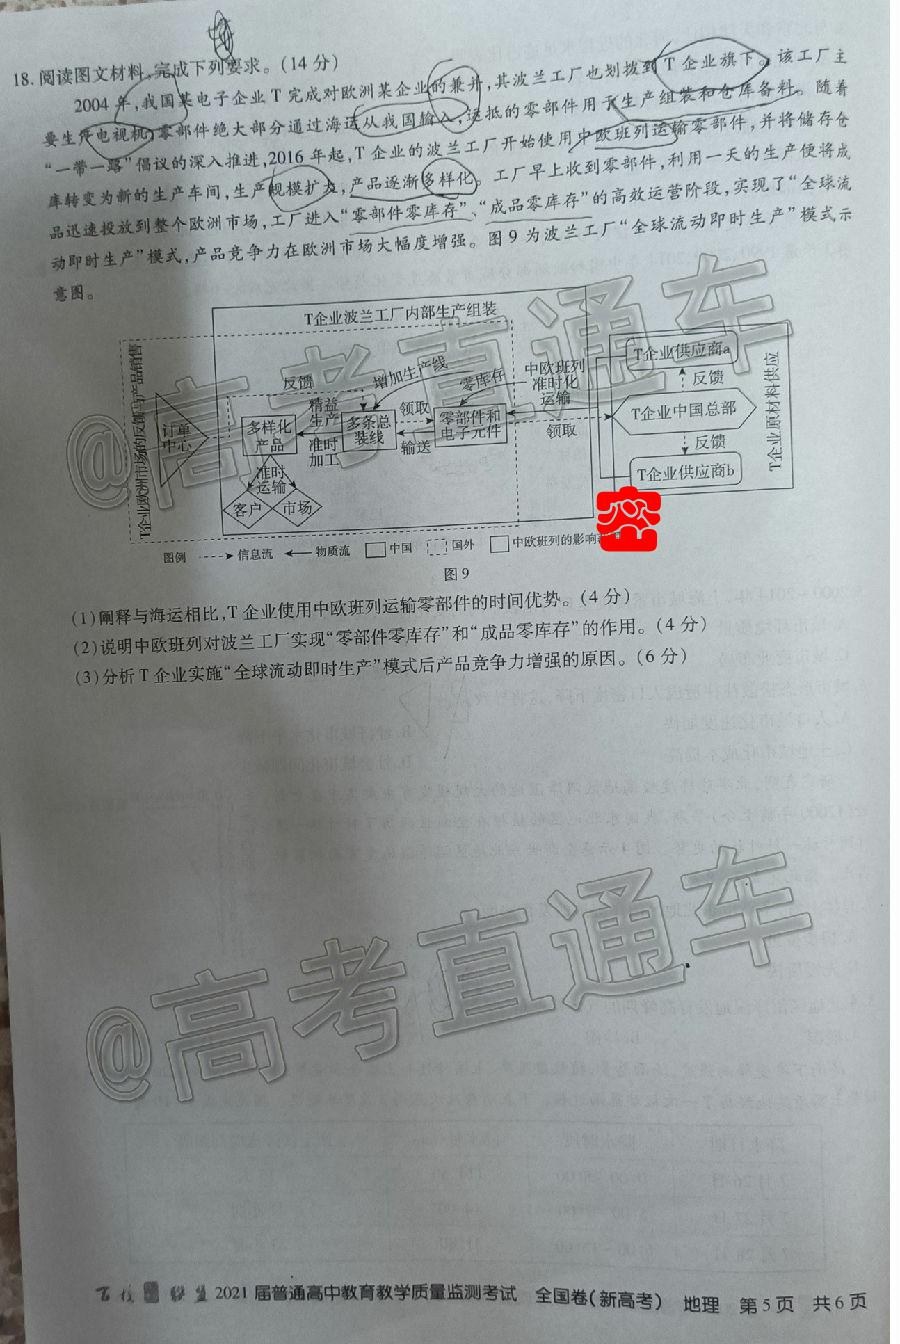 18. 阅读图文材料,完成下列要求。(14分)
2004年,我国某电子企业T完成对欧洲某企业的兼并,其波兰工厂也划拨到T企业旗下。该工厂主
要生产电视机,零部件绝大部分通过海运从我国输入,运抵的零部件用于生产组装和仓库备料。随着
“一带一路”倡议的深入推进,2016年起,T企业的波兰工厂开始使用中欧班列运输零部件,并将储存仓
库转变为新的生产车间,生产规模扩大,产品逐渐多样化。工厂早上收到零部件,利用一天的生产便将成
品迅速投放到整个欧洲市场,工厂进入“零部件零库存”、“成品零库存”的高效运营阶段,实现了“全球流
动即时生产”模式,产品竞争力在欧洲市场大幅度增强。图9为波兰工厂“全球流动即时生产”模式示
意图。
T企业波兰工厂内部生产组装
反馈
增加生产线
零库存
中欧班列
准时化
运输
领取
T企业供应商a
反馈
T企业中国总部
反馈
T企业供应商b
T企业原材料供应
订单
中心
多样化
产品
精益
生产
准时
加工
多条总
装线
领取
输送
零部件和
电子元件
准时
运输
客户
市场
图例
信息流
物质流
中国
国外
中欧班列的影响
图9
(1)阐释与海运相比,T企业使用中欧班列运输零部件的时间优势。(4分)
(2)说明中欧班列对波兰工厂实现“零部件零库存”和“成品零库存”的作用。(4分)
(3)分析T企业实施“全球流动即时生产”模式后产品竞争力增强的原因。(6分)
@高考直通车
@高考直通车
2021届普通高中教育教学质量监测考试 全国卷(新高考) 地理 第5页 共6页